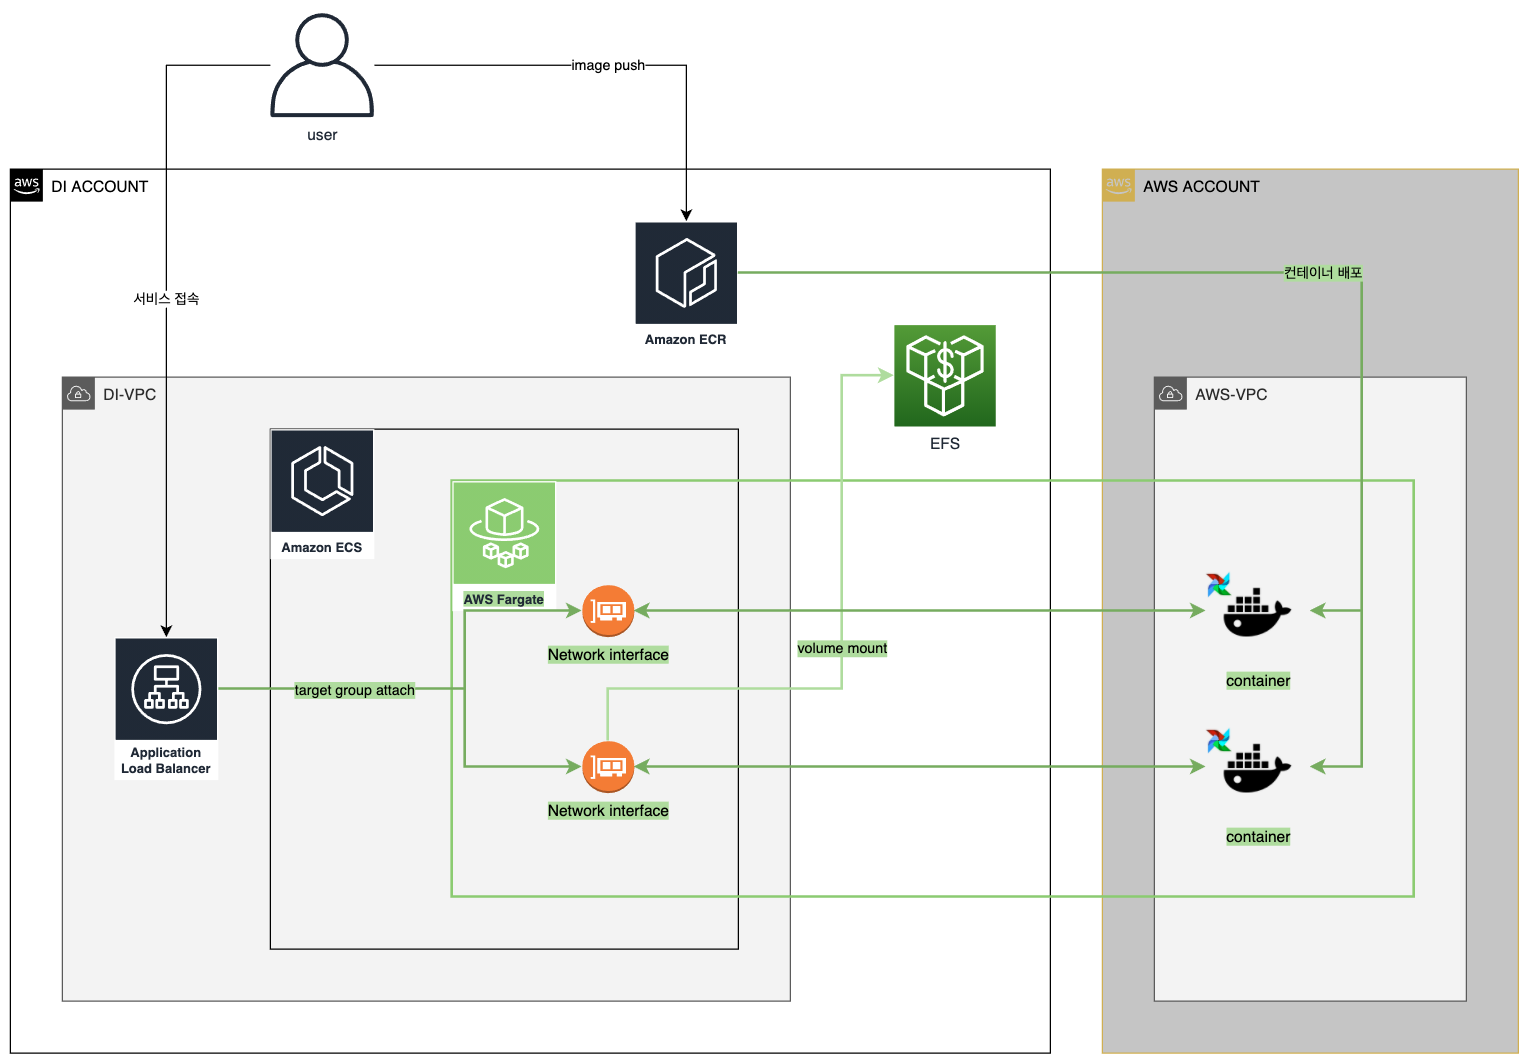 image push
user
aws
DI ACCOUNT
aws
AWS ACCOUNT
컨테이너 배포
서비스 접속
Amazon ECR
$
DI-VPC
AWS-VPC
EFS
Amazon ECS
AWS Fargate
Network interface
volume mount
container
target group attach
Application
Load Balancer
Network interface
container